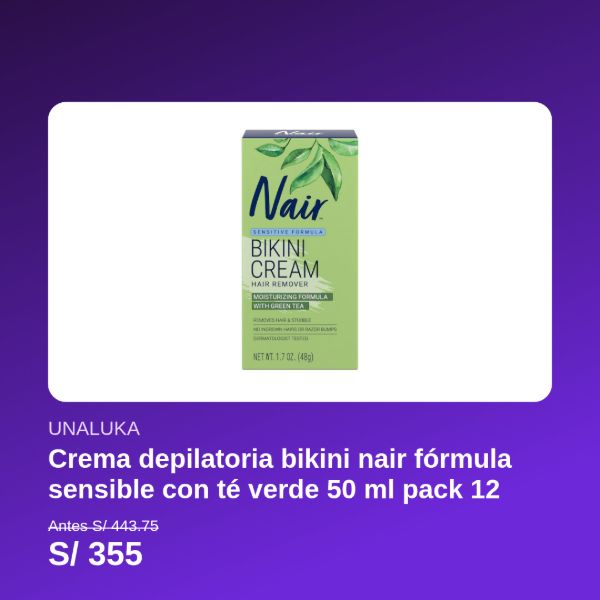 Nair
Nair
SENSITIVE FORMULA
BIKINI
CREAM
HAIR REMOVER
MOISTURIZING FORMULA
WITH GREEN TEA
REMOVES HAIR & STUBBLE
NO INGROWN HAIRS OR RAZOR BUMPS
DERMATOLOGIST TESTED
NET WT. 1.7 OZ. (48g)
UNALUKA
Crema depilatoria bikini nair fórmula
sensible con té verde 50 ml pack 12
Antes S/ 443.75
S/ 355